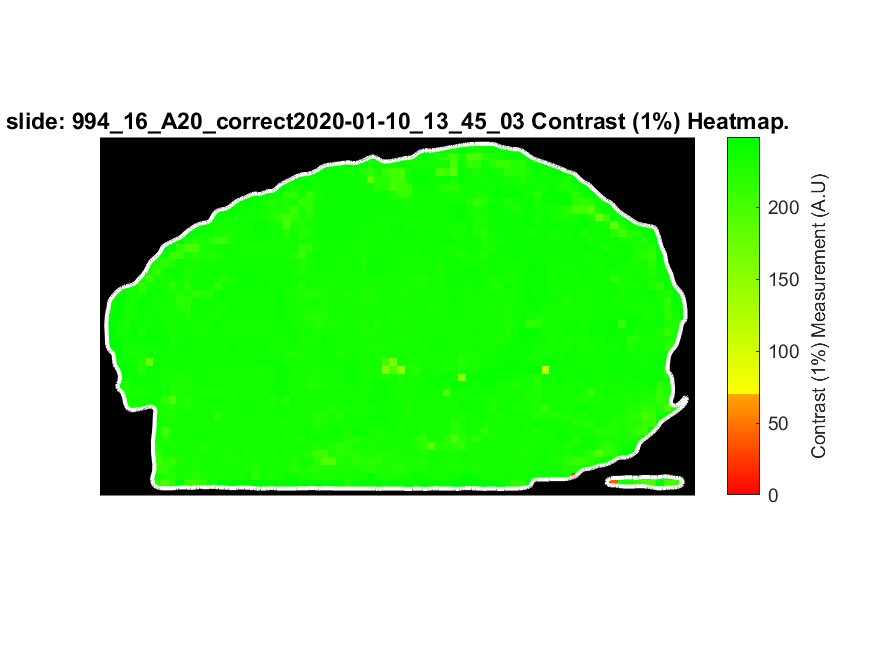 slide: 994_16_A20_correct2020-01-10_13_45_03 Contrast (1%) Heatmap.
200
150
100
50
0
Contrast (1%) Measurement (A.U)